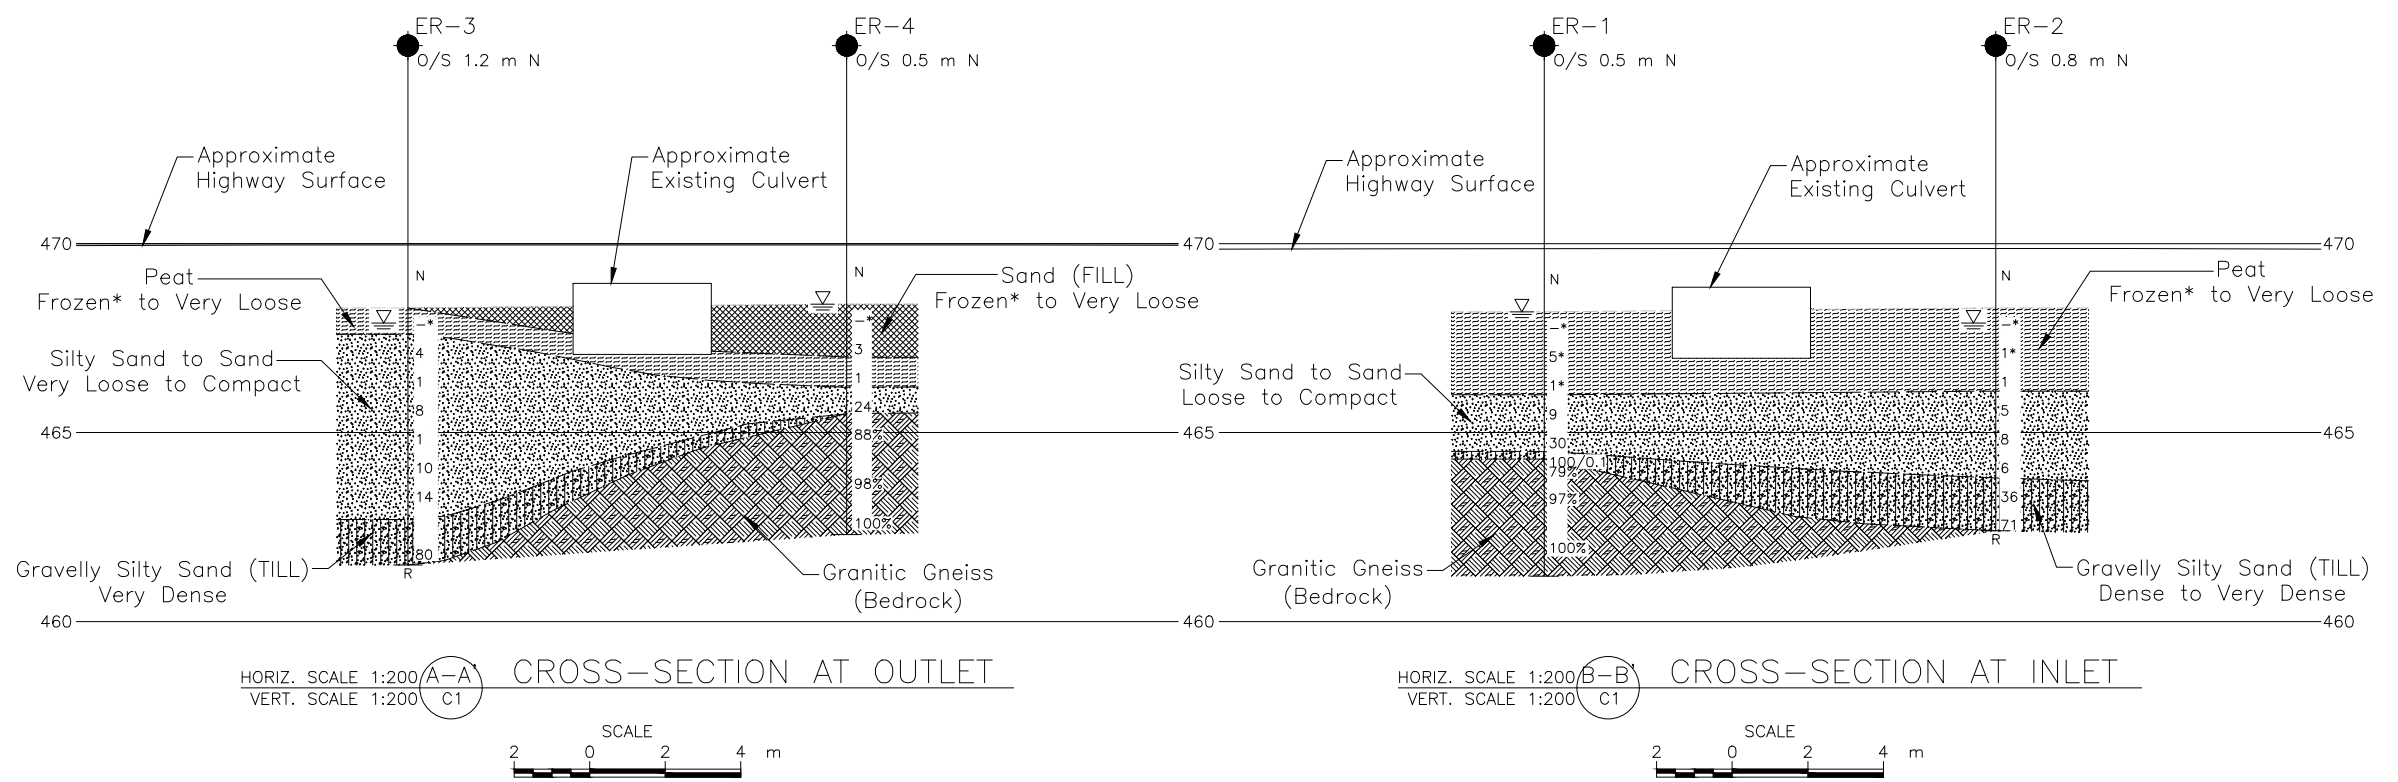 ER-3
O/S 1.2 m N
ER-4
O/S 0.5 m N
Approximate
Highway Surface
Approximate
Existing Culvert
470
N
N
Peat
Frozen* to Very Loose
Sand (FILL)
Frozen* to Very Loose
Silty Sand to Sand
Very Loose to Compact
-*
4
1
8
1
10
14
80
R
-*
3
1
24
88%
98%
100%
465
Gravelly Silty Sand (TILL)
Very Dense
Granitic Gneiss
(Bedrock)
460
HORIZ. SCALE 1:200
VERT. SCALE 1:200
A-A'
C1
CROSS-SECTION AT OUTLET
SCALE
2 0 2 4 m
ER-1
O/S 0.5 m N
ER-2
O/S 0.8 m N
Approximate
Highway Surface
Approximate
Existing Culvert
470
470
N
N
Peat
Frozen* to Very Loose
Silty Sand to Sand
Loose to Compact
-*
5*
1*
9
30
100/0.1
79%
97%
100%
-*
1*
1
5
8
6
36
71
R
465
465
Granitic Gneiss
(Bedrock)
Gravelly Silty Sand (TILL)
Dense to Very Dense
460
460
HORIZ. SCALE 1:200
VERT. SCALE 1:200
B-B'
C1
CROSS-SECTION AT INLET
SCALE
2 0 2 4 m